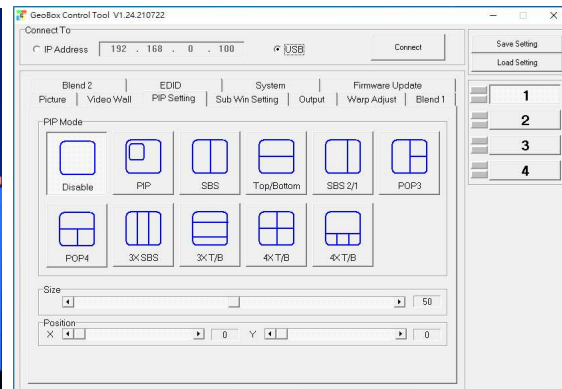 GeoBox Control Tool V1.24.210722
Connect To
IP Address 192 . 168 . 0 . 100 USB Connect
Save Setting
Load Setting
Blend 2 EDID System Firmware Update
Picture Video Wall PIP Setting Sub Win Setting Output Warp Adjust Blend 1
1
2
3
4
PIP Mode
Disable PIP SBS Top/Bottom SBS 2/1 POP3
POP4 3X SBS 3X T/B 4X T/B 4X T/B
Size
50
Position
X 0 Y 0